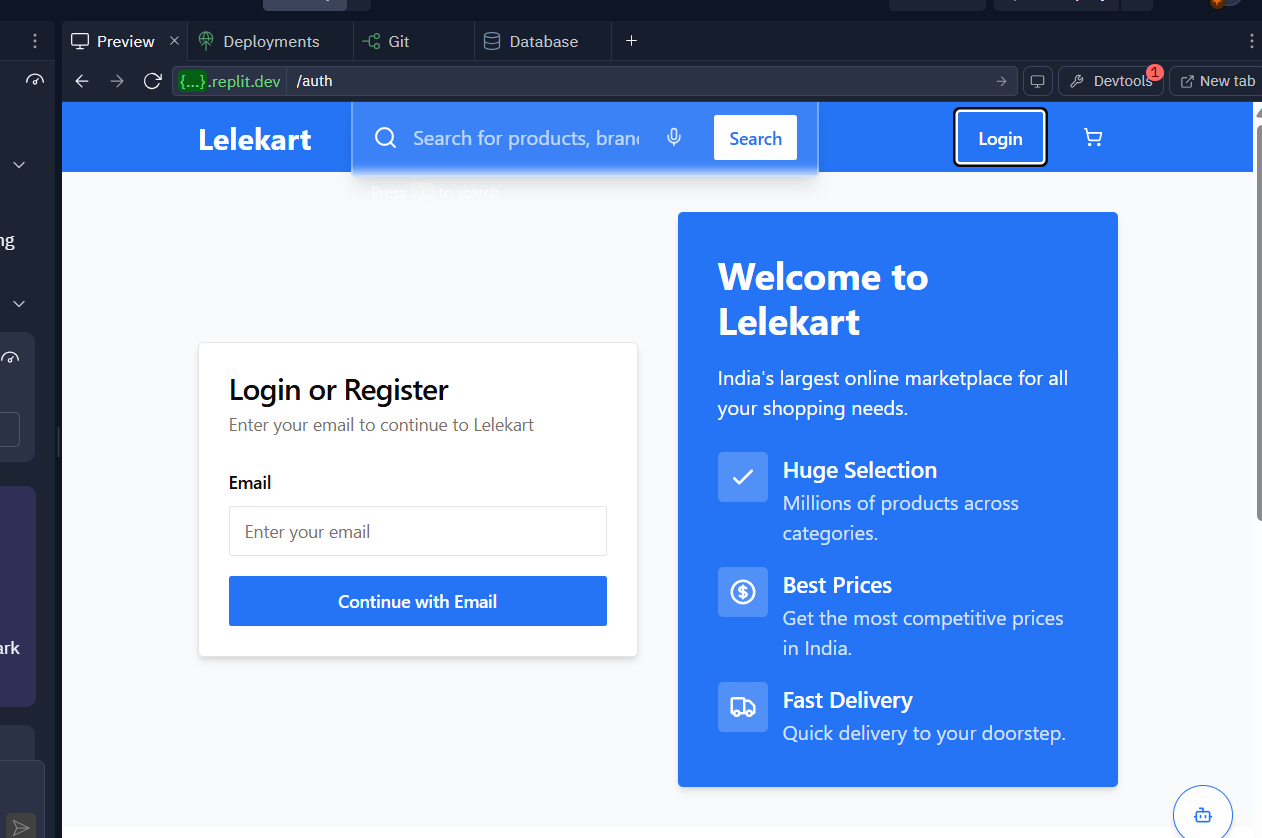 Preview
Deployments
Git
Database
{...}.replit.dev
/auth
Devtools
1
New tab
Lelekart
Search for products, bran
Search
Login
Press / to search
ng
Welcome to
Lelekart
India's largest online marketplace for all
your shopping needs.
Login or Register
Enter your email to continue to Lelekart
Email
Enter your email
Continue with Email
Huge Selection
Millions of products across
categories.
Best Prices
Get the most competitive prices
in India.
ark
Fast Delivery
Quick delivery to your doorstep.